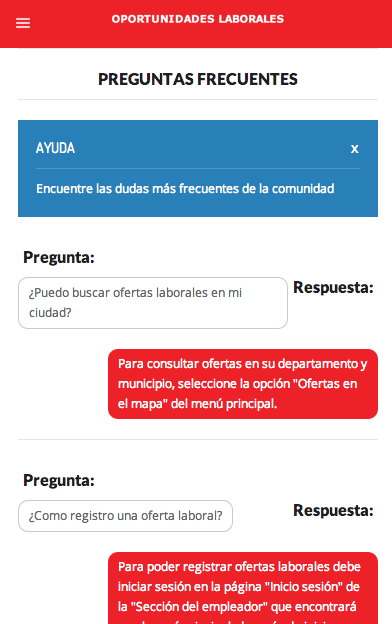 OPORTUNIDADES LABORALES
PREGUNTAS FRECUENTES
AYUDA x
Encuentre las dudas más frecuentes de la comunidad
Pregunta:
¿Puedo buscar ofertas laborales en mi
ciudad?
Respuesta:
Para consultar ofertas en su departamento y
municipio, seleccione la opción "Ofertas en
el mapa" del menú principal.
Pregunta:
¿Como registro una oferta laboral?
Respuesta:
Para poder registrar ofertas laborales debe
iniciar sesión en la página "Inicio sesión" de
la "Sección del empleador" que encontrará